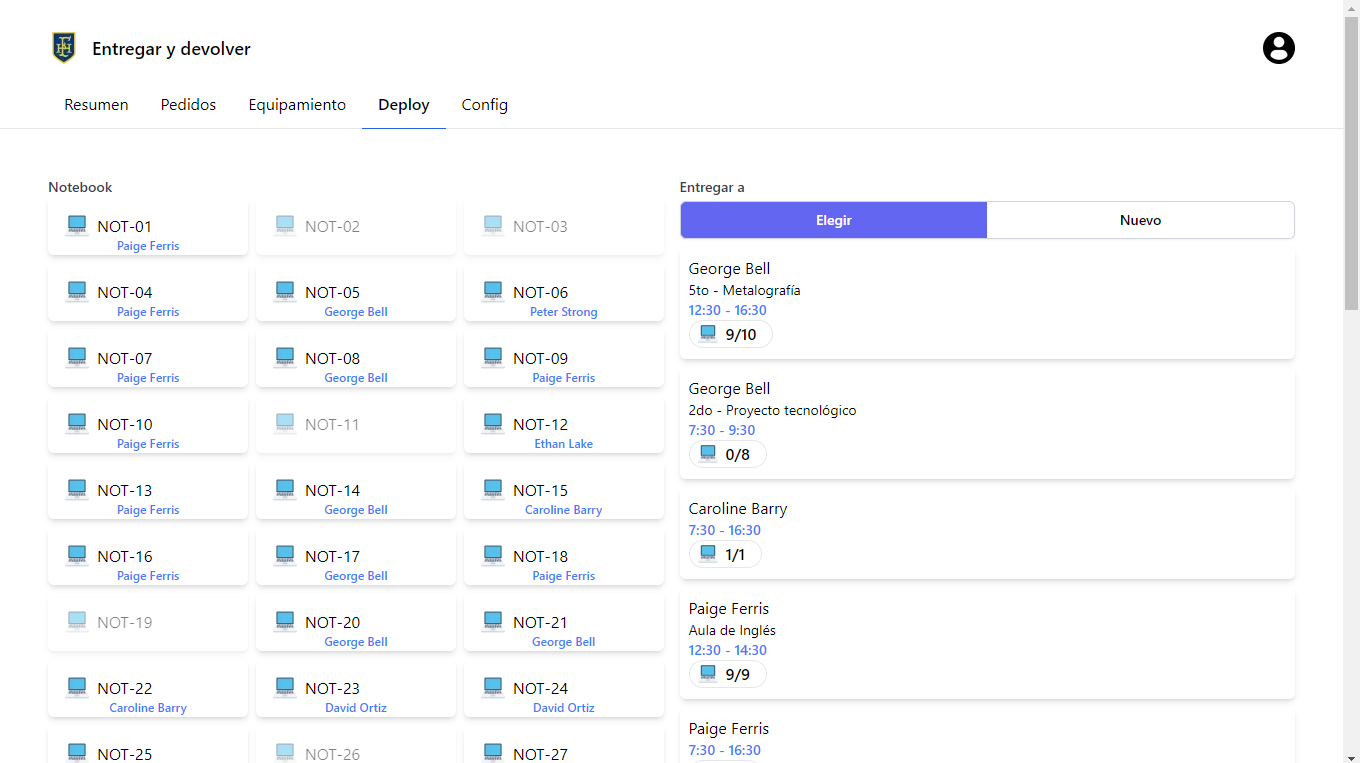 Entregar y devolver
Resumen Pedidos Equipamiento Deploy Config
Notebook
NOT-01
Paige Ferris
NOT-02
NOT-03
NOT-04
Paige Ferris
NOT-05
George Bell
NOT-06
Peter Strong
NOT-07
Paige Ferris
NOT-08
George Bell
NOT-09
Paige Ferris
NOT-10
Paige Ferris
NOT-11
NOT-12
Ethan Lake
NOT-13
Paige Ferris
NOT-14
George Bell
NOT-15
Caroline Barry
NOT-16
Paige Ferris
NOT-17
George Bell
NOT-18
Paige Ferris
NOT-19
NOT-20
George Bell
NOT-21
George Bell
NOT-22
Caroline Barry
NOT-23
David Ortiz
NOT-24
David Ortiz
NOT-25
NOT-26
NOT-27
Entregar a
Elegir Nuevo
George Bell
5to - Metalografía
12:30 - 16:30
9/10
George Bell
2do - Proyecto tecnológico
7:30 - 9:30
0/8
Caroline Barry
7:30 - 16:30
1/1
Paige Ferris
Aula de Inglés
12:30 - 14:30
9/9
Paige Ferris
7:30 - 16:30